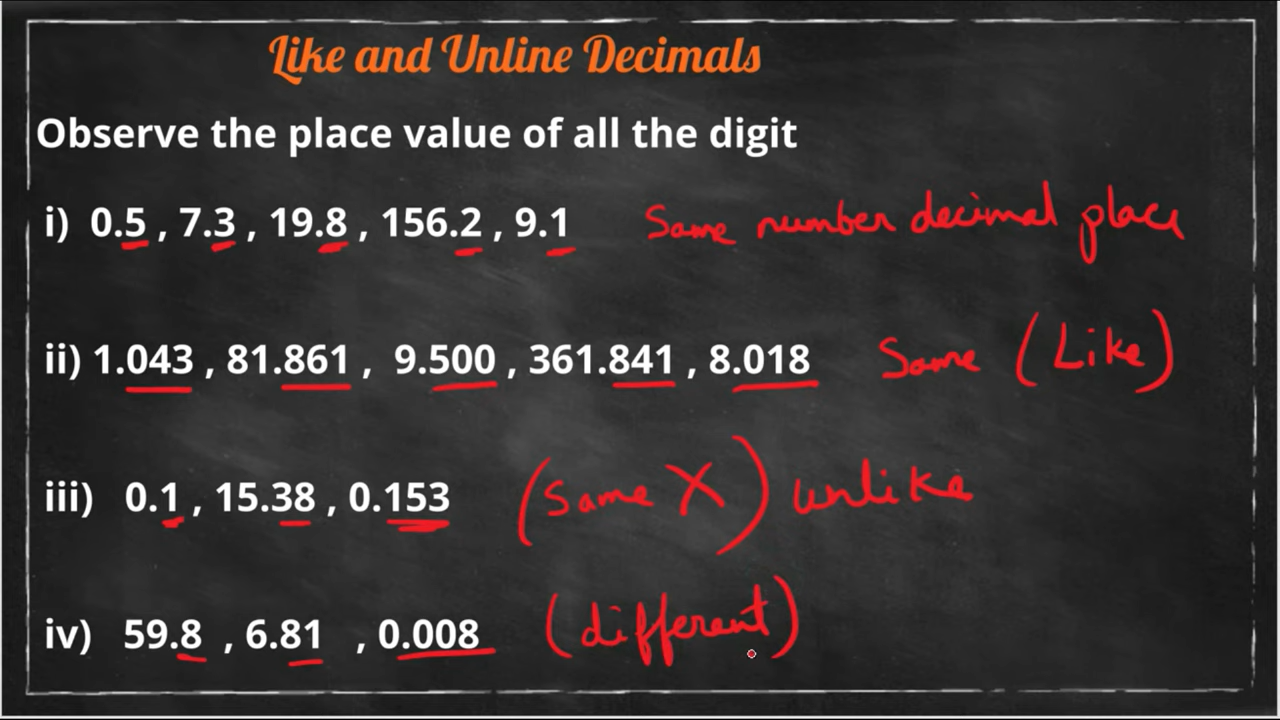 Like and Unline Decimals
Observe the place value of all the digit
i) 0.5 , 7.3 , 19.8 , 156.2 , 9.1 Same number decimal place
ii) 1.043 , 81.861 , 9.500 , 361.841 , 8.018 Same (Like)
iii) 0.1 , 15.38 , 0.153 (Same X) unlike
iv) 59.8 , 6.81 , 0.008 (different)